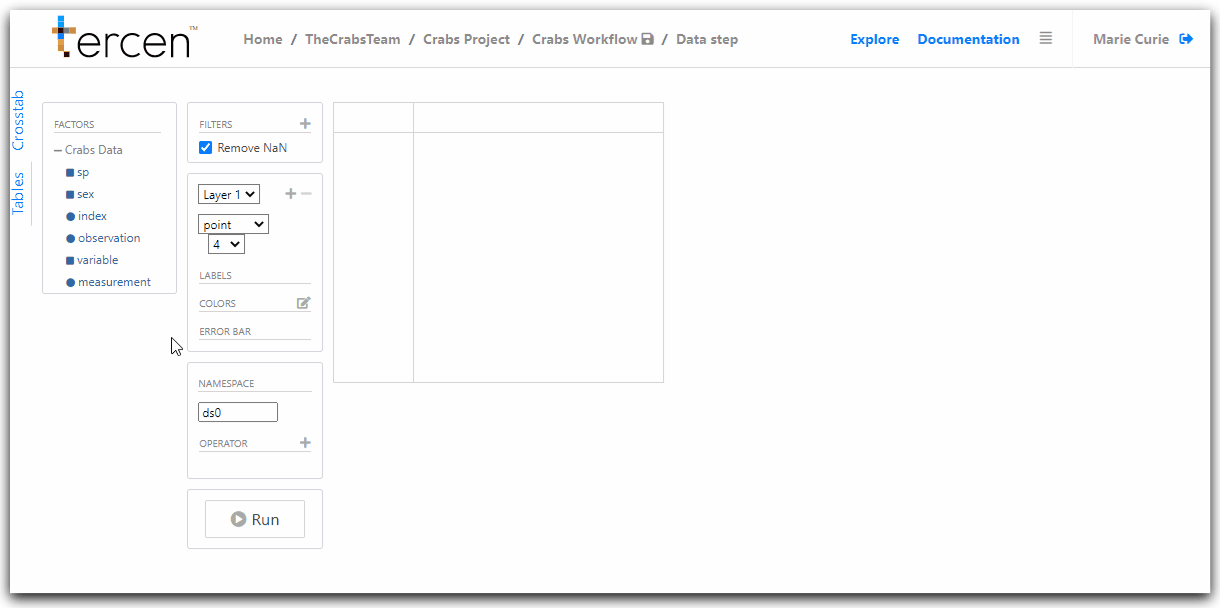 tercen™
Home / TheCrabsTeam / Crabs Project / Crabs Workflow / Data step
Explore Documentation
Marie Curie
Crosstab
Tables
FACTORS
Crabs Data
sp
sex
index
observation
variable
measurement
FILTERS
Remove NaN
Layer 1
point
4
LABELS
COLORS
ERROR BAR
NAMESPACE
ds0
OPERATOR
Run